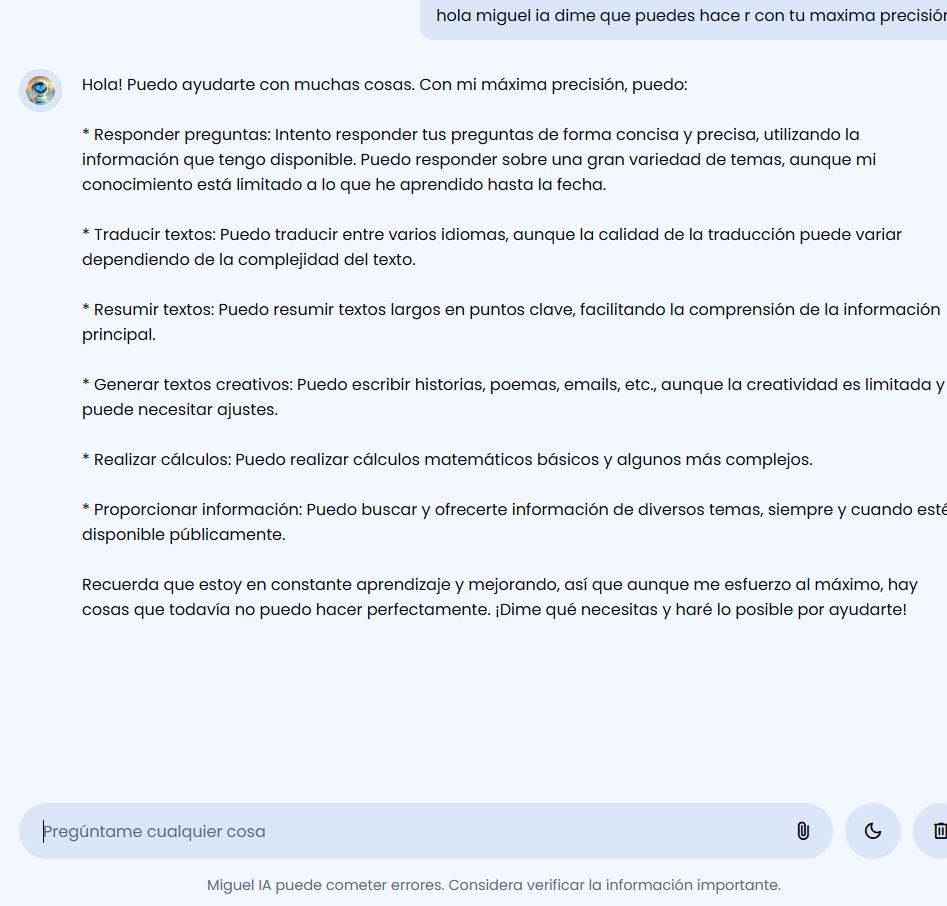 hola miguel ia dime que puedes hace r con tu maxima precisión
Hola! Puedo ayudarte con muchas cosas. Con mi máxima precisión, puedo:
* Responder preguntas: Intento responder tus preguntas de forma concisa y precisa, utilizando la
información que tengo disponible. Puedo responder sobre una gran variedad de temas, aunque mi
conocimiento está limitado a lo que he aprendido hasta la fecha.
* Traducir textos: Puedo traducir entre varios idiomas, aunque la calidad de la traducción puede variar
dependiendo de la complejidad del texto.
* Resumir textos: Puedo resumir textos largos en puntos clave, facilitando la comprensión de la información
principal.
* Generar textos creativos: Puedo escribir historias, poemas, emails, etc., aunque la creatividad es limitada y
puede necesitar ajustes.
* Realizar cálculos: Puedo realizar cálculos matemáticos básicos y algunos más complejos.
* Proporcionar información: Puedo buscar y ofrecerte información de diversos temas, siempre y cuando esté
disponible públicamente.
Recuerda que estoy en constante aprendizaje y mejorando, así que aunque me esfuerzo al máximo, hay
cosas que todavía no puedo hacer perfectamente. ¡Dime qué necesitas y haré lo posible por ayudarte!
Pregúntame cualquier cosa
Miguel IA puede cometer errores. Considera verificar la información importante.